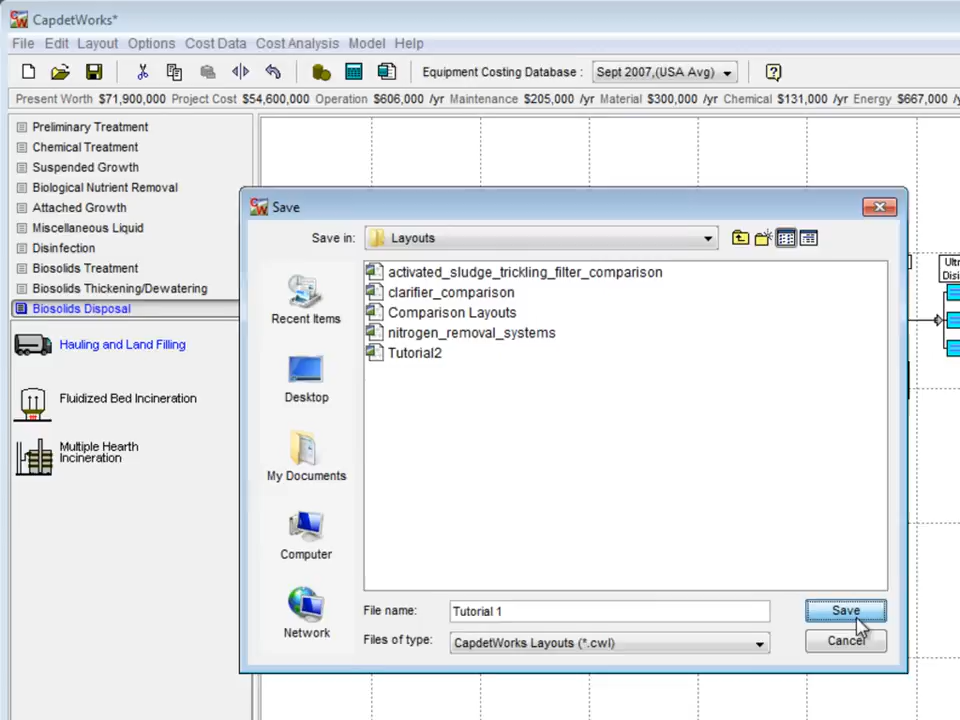 CapdetWorks*
File Edit Layout Options Cost Data Cost Analysis Model Help
Equipment Costing Database : Sept 2007,(USA Avg)
Present Worth $71,900,000 Project Cost $54,600,000 Operation $606,000 /yr Maintenance $205,000 /yr Material $300,000 /yr Chemical $131,000 /yr Energy $667,000 /y
Preliminary Treatment
Chemical Treatment
Suspended Growth
Biological Nutrient Removal
Attached Growth
Miscellaneous Liquid
Disinfection
Biosolids Treatment
Biosolids Thickening/Dewatering
Biosolids Disposal
Hauling and Land Filling
Fluidized Bed Incineration
Multiple Hearth
Incineration
Save
Save in: Layouts
Recent Items
Desktop
My Documents
Computer
Network
activated_sludge_trickling_filter_comparison
clarifier_comparison
Comparison Layouts
nitrogen_removal_systems
Tutorial2
File name: Tutorial 1 Save
Files of type: CapdetWorks Layouts (*.cwl) Cancel
Ultr
Disi